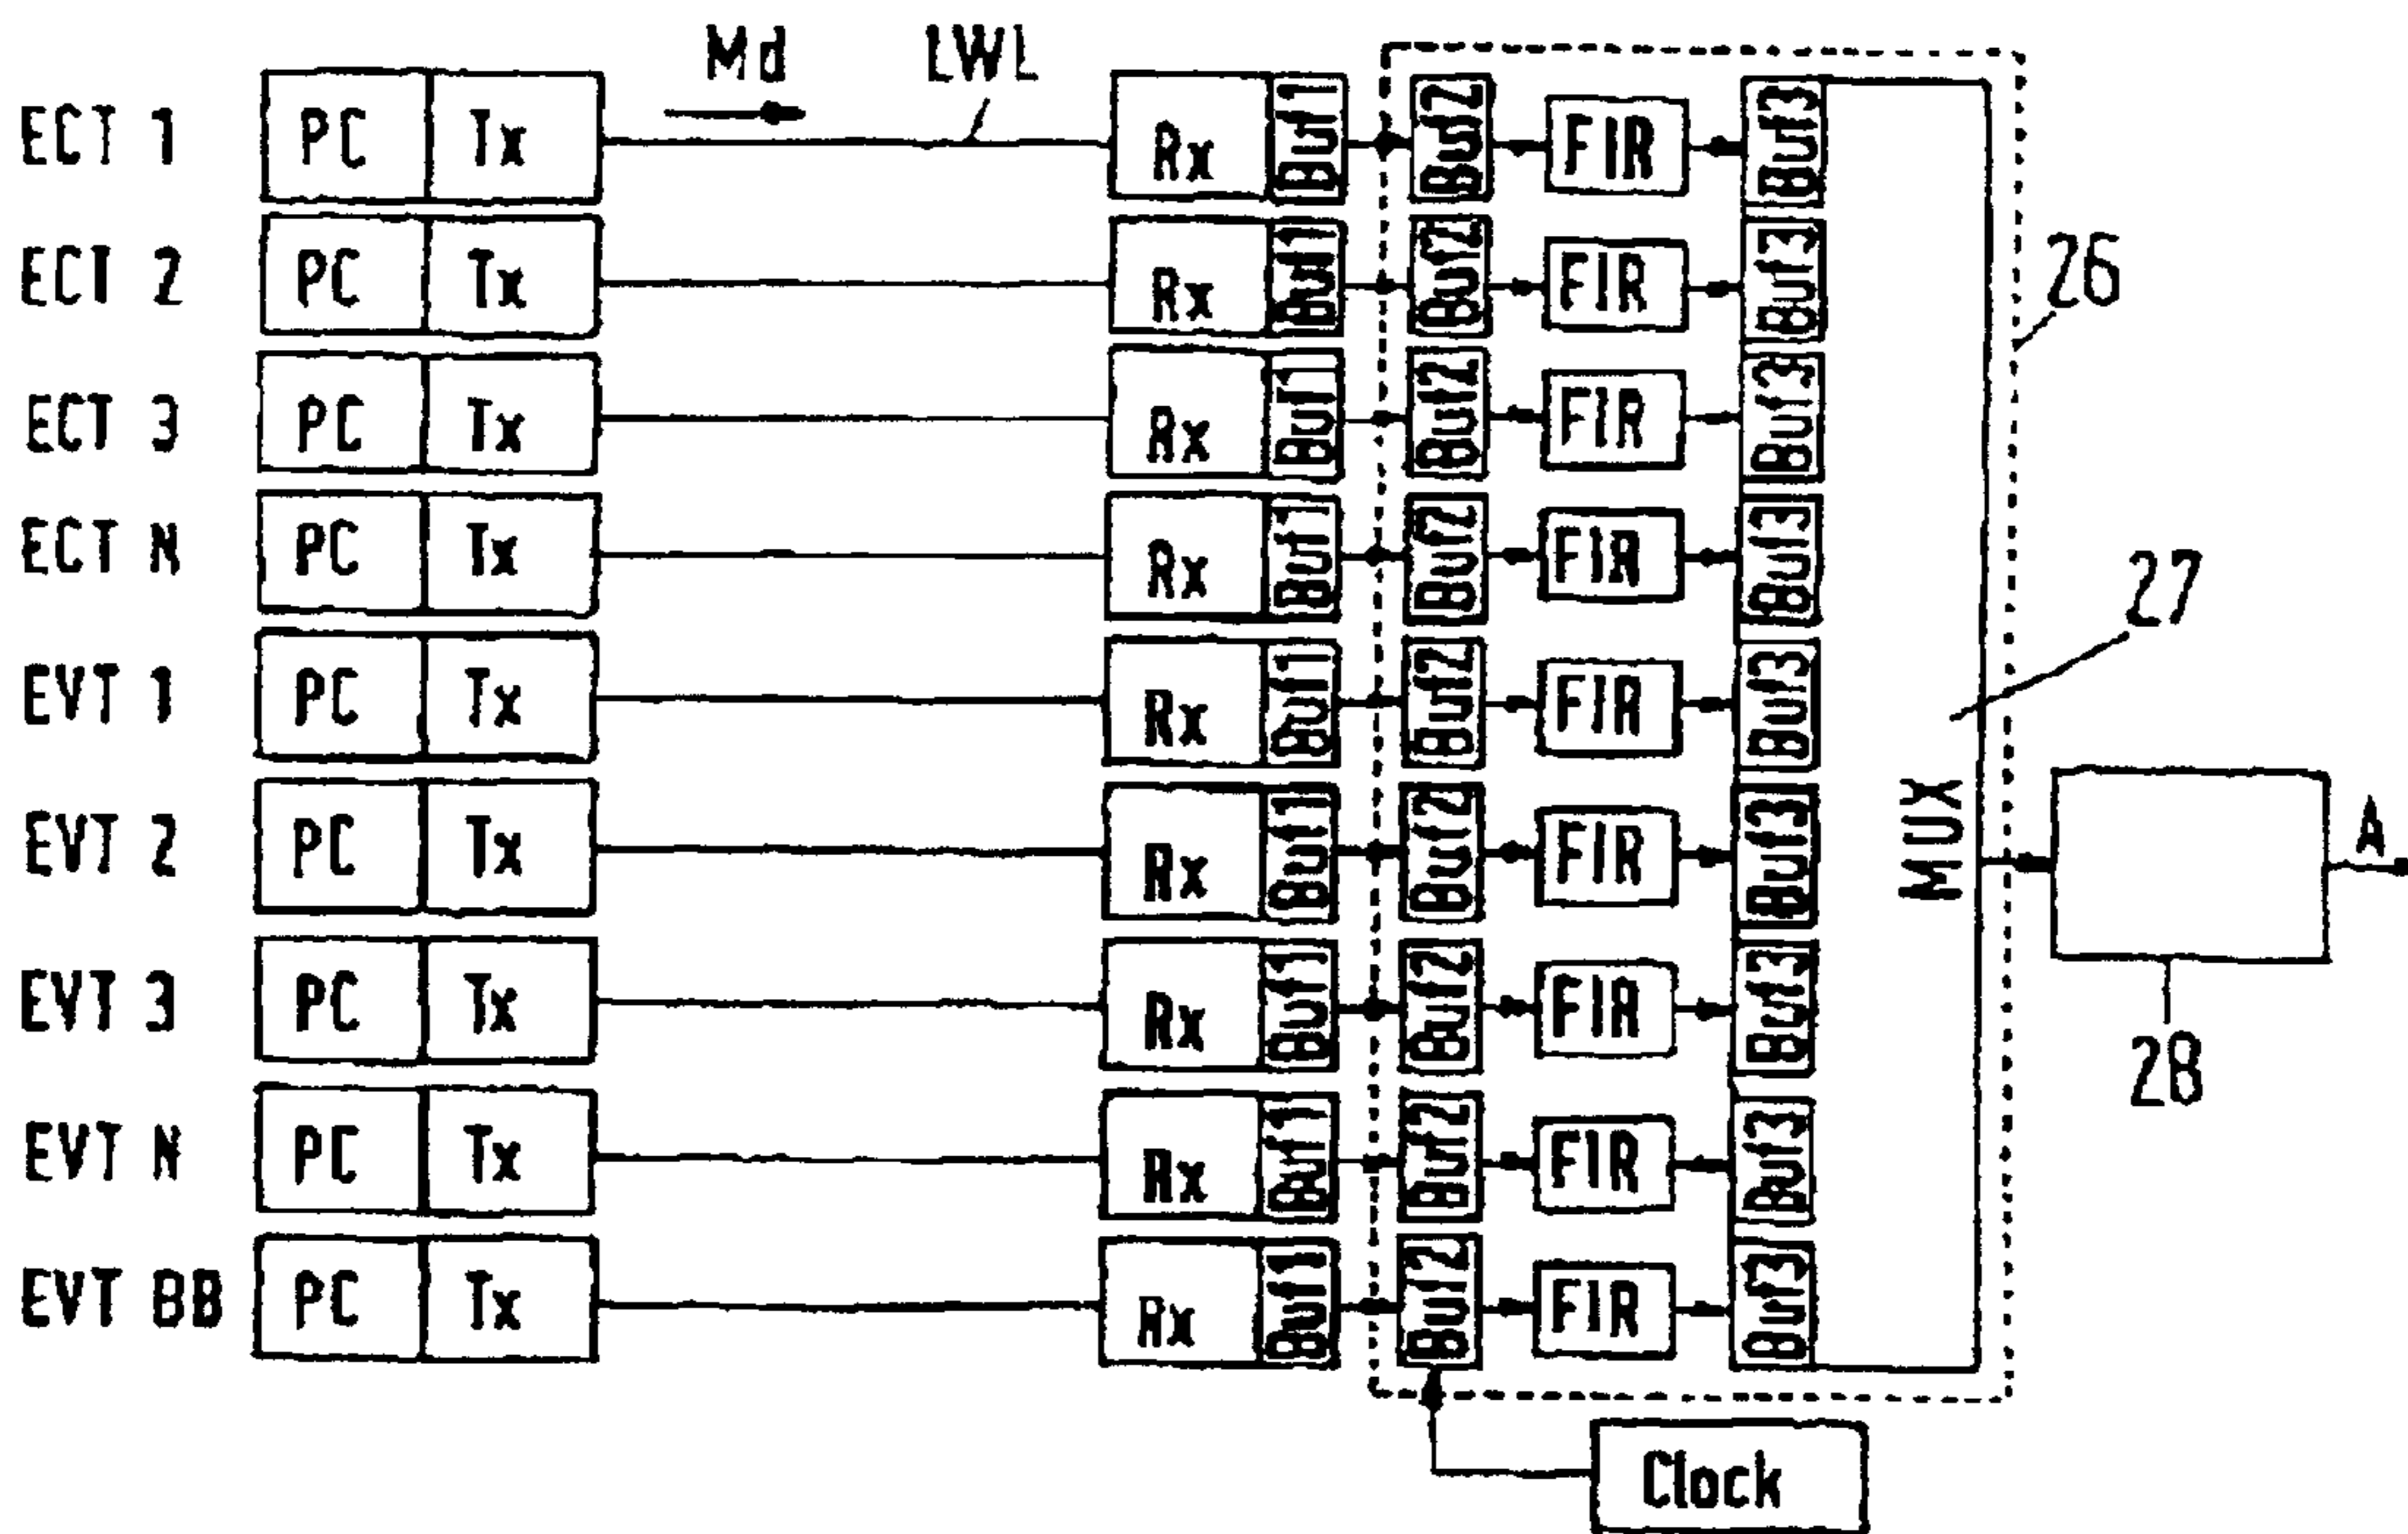 Md LWL
ECT 1 PC Tx Rx Buf1 Buf2 FIR Buf3
ECT 2 PC Tx Rx Buf1 Buf2 FIR Buf3
26
ECT 3 PC Tx Rx Buf1 Buf2 FIR Buf3
ECT N PC Tx Rx Buf1 Buf2 FIR Buf3
27
EVT 1 PC Tx Rx Buf1 Buf2 FIR Buf3
EVT 2 PC Tx Rx Buf1 Buf2 FIR Buf3 MUX A
EVT 3 PC Tx Rx Buf1 Buf2 FIR Buf3
28
EVT N PC Tx Rx Buf1 Buf2 FIR Buf3
EVT BB PC Tx Rx Buf1 Buf2 FIR Buf3
Clock